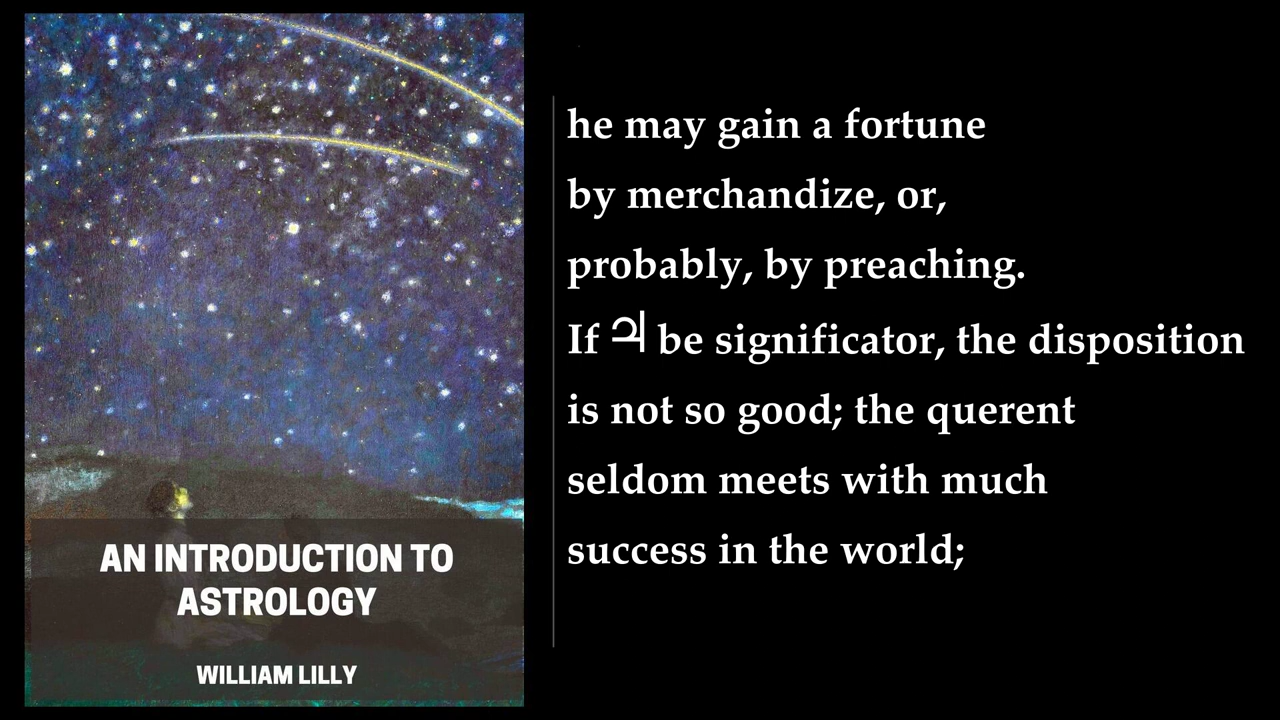 AN INTRODUCTION TO
ASTROLOGY
WILLIAM LILLY
he may gain a fortune
by merchandize, or,
probably, by preaching.
If ♃ be significator, the disposition
is not so good; the querent
seldom meets with much
success in the world;